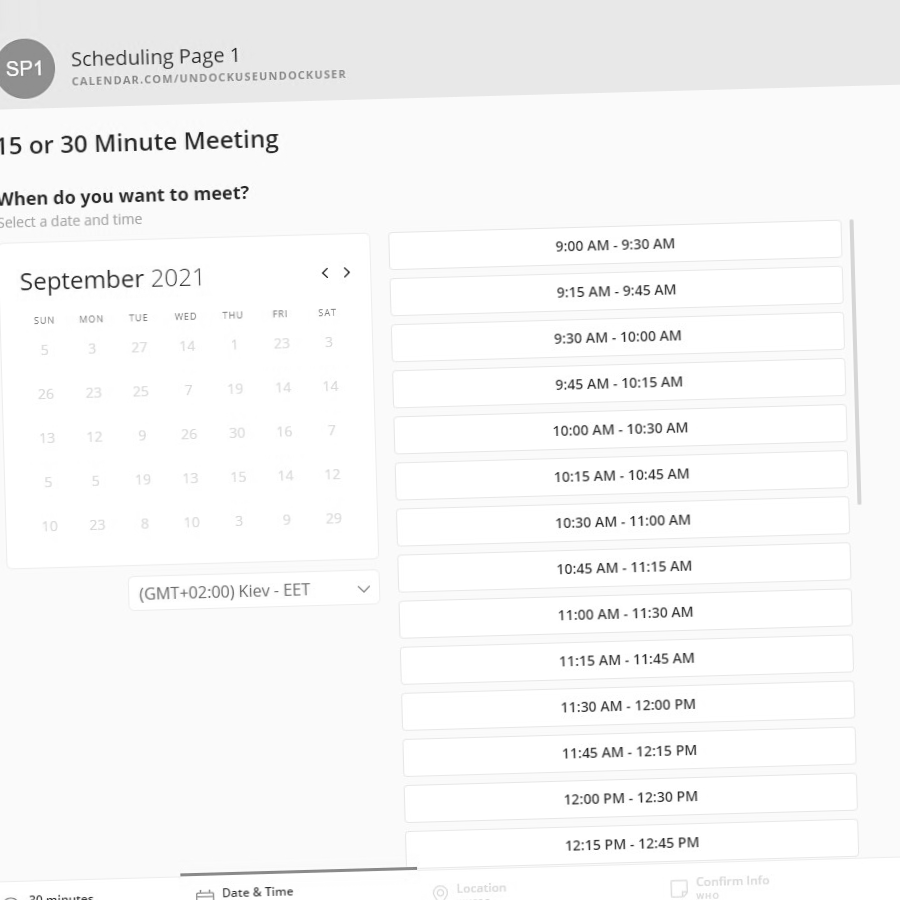 SP1
Scheduling Page 1
CALENDAR.COM/UNDOCKUSEUNDOCKUSER
15 or 30 Minute Meeting
When do you want to meet?
Select a date and time
September 2021
SUN MON TUE WED THU FRI SAT
5 3 27 14 1 23 3
26 23 25 7 19 14 14
13 12 9 26 30 16 7
5 5 19 13 15 14 12
10 23 8 10 3 9 29
(GMT+02:00) Kiev - EET
9:00 AM - 9:30 AM
9:15 AM - 9:45 AM
9:30 AM - 10:00 AM
9:45 AM - 10:15 AM
10:00 AM - 10:30 AM
10:15 AM - 10:45 AM
10:30 AM - 11:00 AM
10:45 AM - 11:15 AM
11:00 AM - 11:30 AM
11:15 AM - 11:45 AM
11:30 AM - 12:00 PM
11:45 AM - 12:15 PM
12:00 PM - 12:30 PM
12:15 PM - 12:45 PM
30 minutes
Date & Time
Location
Confirm Info
WHO